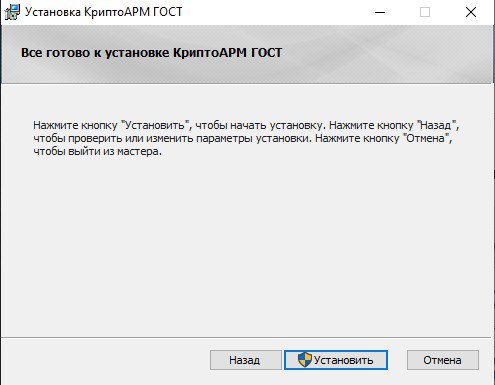 Установка КриптоАРМ ГОСТ
Все готово к установке КриптоАРМ ГОСТ
Нажмите кнопку "Установить", чтобы начать установку. Нажмите кнопку "Назад",
чтобы проверить или изменить параметры установки. Нажмите кнопку "Отмена",
чтобы выйти из мастера.
Назад
Установить
Отмена